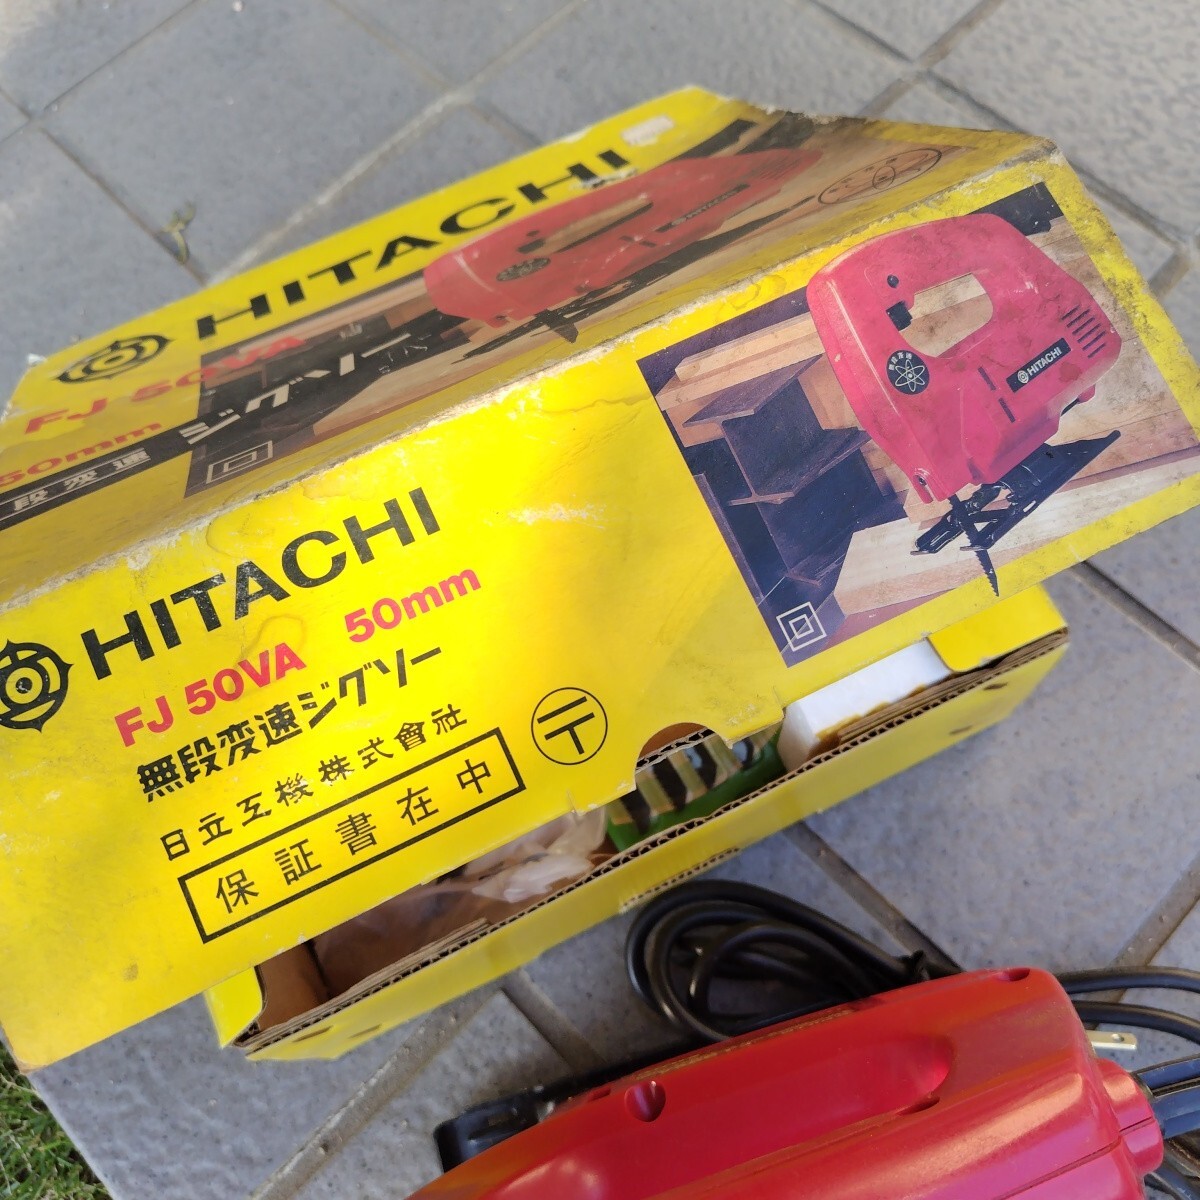 HITACHI
FJ 50VA
50mm
段変速 ジグソー
HITACHI
FJ 50VA 50mm
無段変速ジグソー
日立工機株式會社
保証書在中
HITACHI